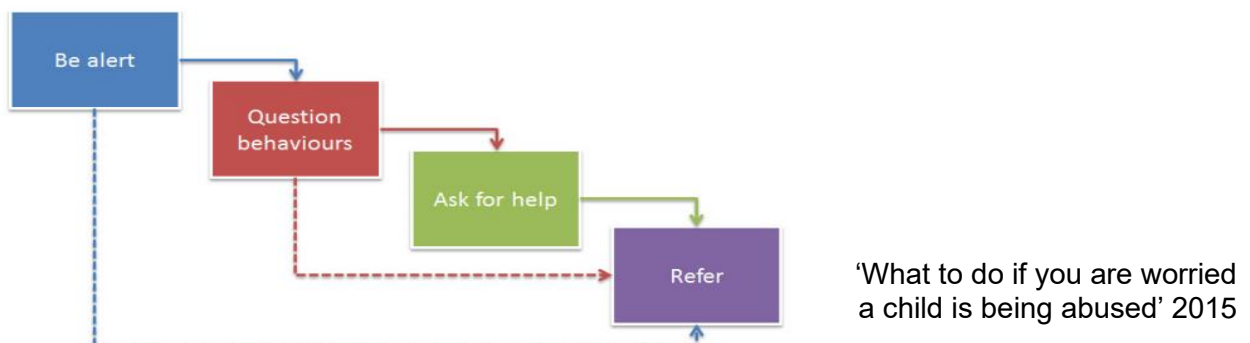 Be alert
Question
behaviours
Ask for help
Refer
‘What to do if you are worried
a child is being abused’ 2015